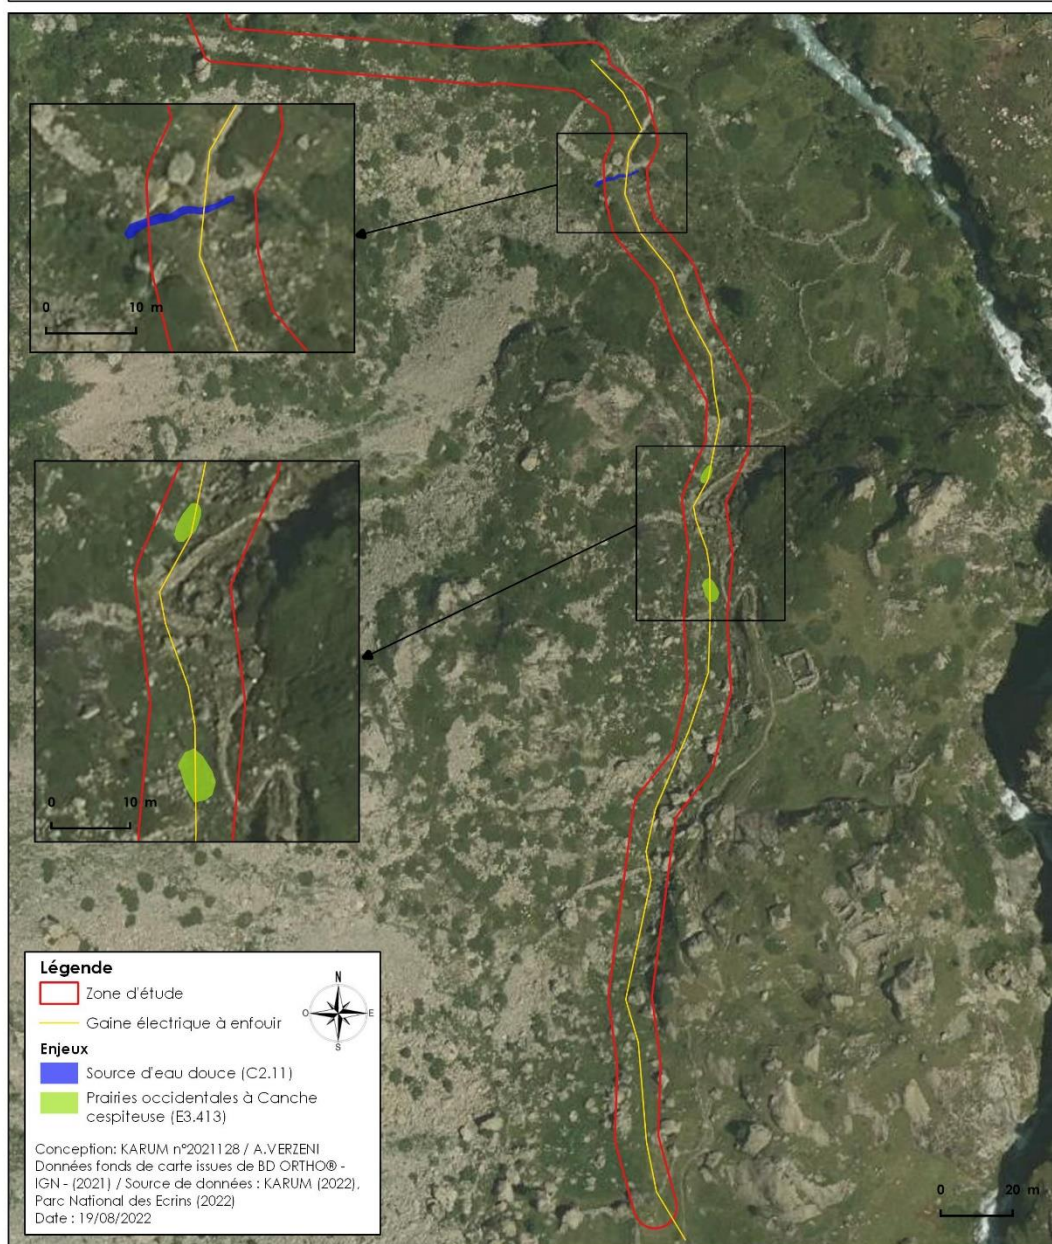 0 10 m
0 10 m
Légende
Zone d'étude
Gaine électrique à enfouir
N
O
E
S
Enjeux
Source d'eau douce (C2.11)
Prairies occidentales à Canche
cespiteuse (E3.413)
Conception: KARUM n°2021128 / A.VERZENI
Données fonds de carte issues de BD ORTHO® -
IGN - (2021) / Source de données : KARUM (2022),
Parc National des Ecrins (2022)
Date : 19/08/2022
0 20 m